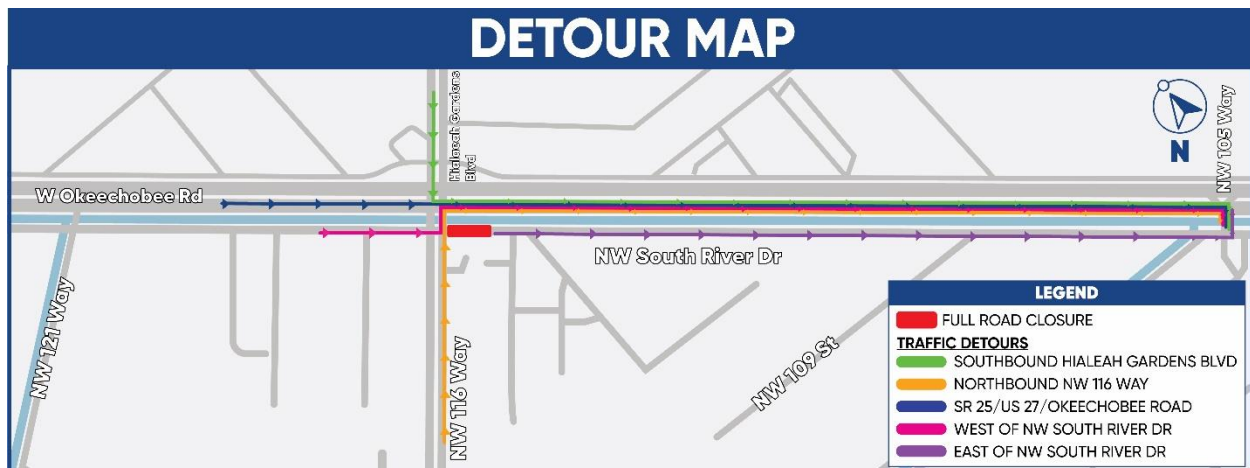 DETOUR MAP
Hialaeah Gardens
Blvd
NW 105 Way
N
W Okeechobee Rd
NW South River Dr
NW 121 Way
NW 116 Way
NW 109 St
LEGEND
FULL ROAD CLOSURE
TRAFFIC DETOURS
SOUTHBOUND HIALEAH GARDENS BLVD
NORTHBOUND NW 116 WAY
SR 25/US 27/OKEECHOBEE ROAD
WEST OF NW SOUTH RIVER DR
EAST OF NW SOUTH RIVER DR